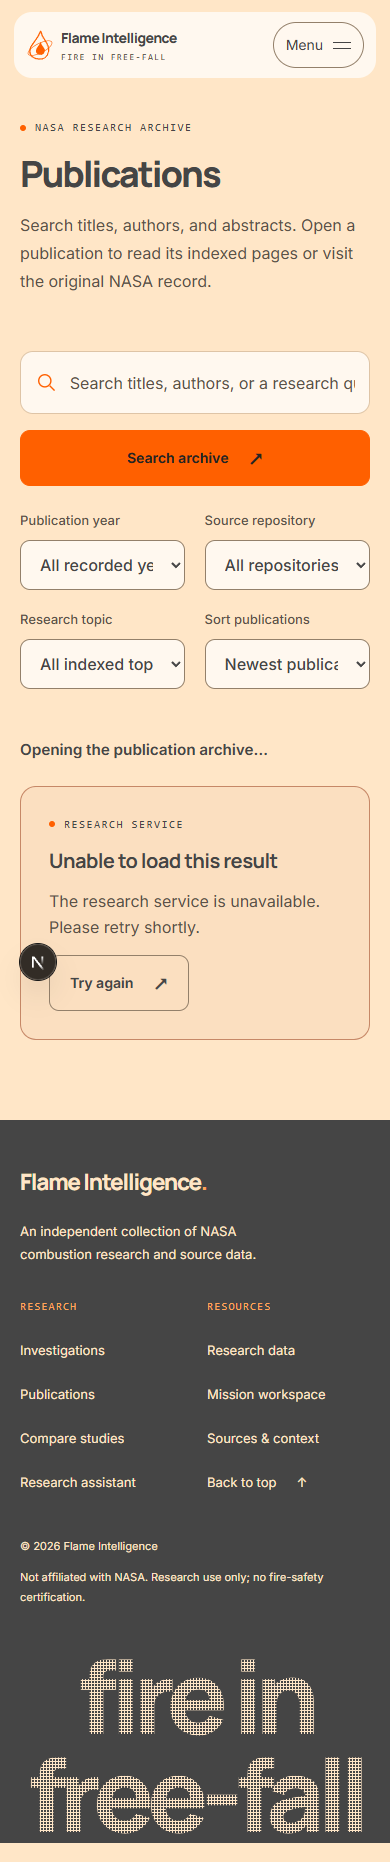 Flame Intelligence
FIRE IN FREE-FALL
Menu
NASA RESEARCH ARCHIVE
Publications
Search titles, authors, and abstracts. Open a
publication to read its indexed pages or visit
the original NASA record.
Search titles, authors, or a research
Search archive ↗
Publication year
Source repository
All recorded
All repositories
Research topic
Sort publications
All indexed
Newest
Opening the publication archive...
RESEARCH SERVICE
Unable to load this result
The research service is unavailable.
Please retry shortly.
N
Try again ↗
Flame Intelligence.
An independent collection of NASA
combustion research and source data.
RESEARCH
RESOURCES
Investigations
Research data
Publications
Mission workspace
Compare studies
Sources & context
Research assistant
Back to top ↑
© 2026 Flame Intelligence
Not affiliated with NASA. Research use only; no fire-safety
certification.
fire in
free-fall